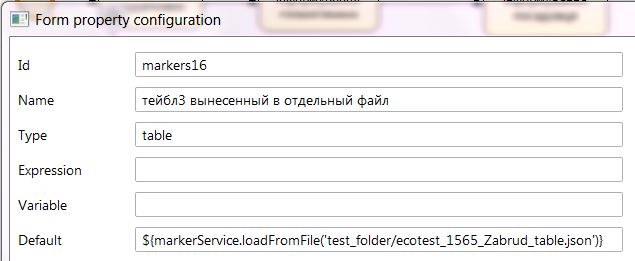 Form property configuration
Id markers16
Name тейбл3 вынесенный в отдельный файл
Type table
Expression
Variable
Default ${markerService.loadFromFile('test_folder/ecotest_1565_Zabrud_table.json')}